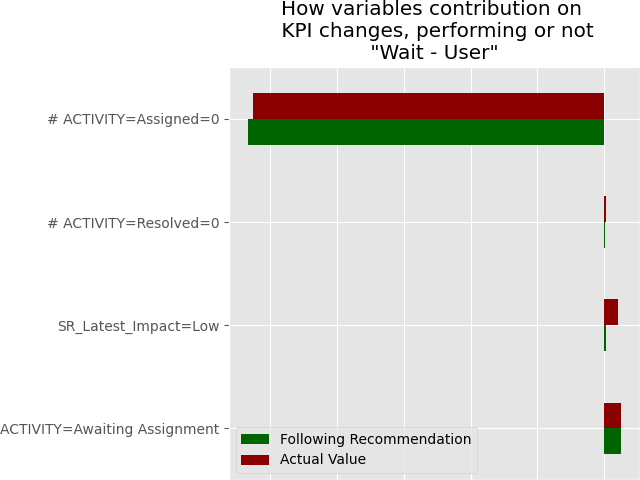 How variables contribution on
KPI changes, performing or not
"Wait - User"
# ACTIVITY=Assigned=0
# ACTIVITY=Resolved=0
SR_Latest_Impact=Low
ACTIVITY=Awaiting Assignment
Following Recommendation
Actual Value